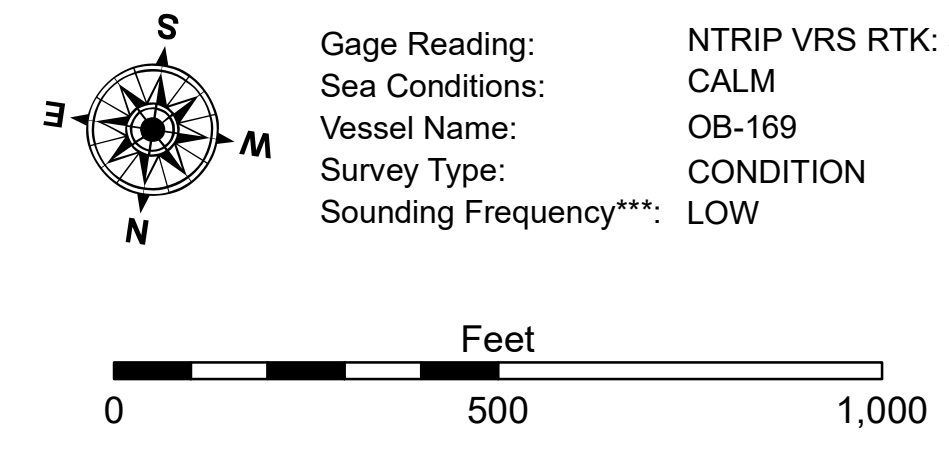 S
E
W
N
Gage Reading: NTRIP VRS RTK:
Sea Conditions: CALM
Vessel Name: OB-169
Survey Type: CONDITION
Sounding Frequency***: LOW
Feet
0 500 1,000